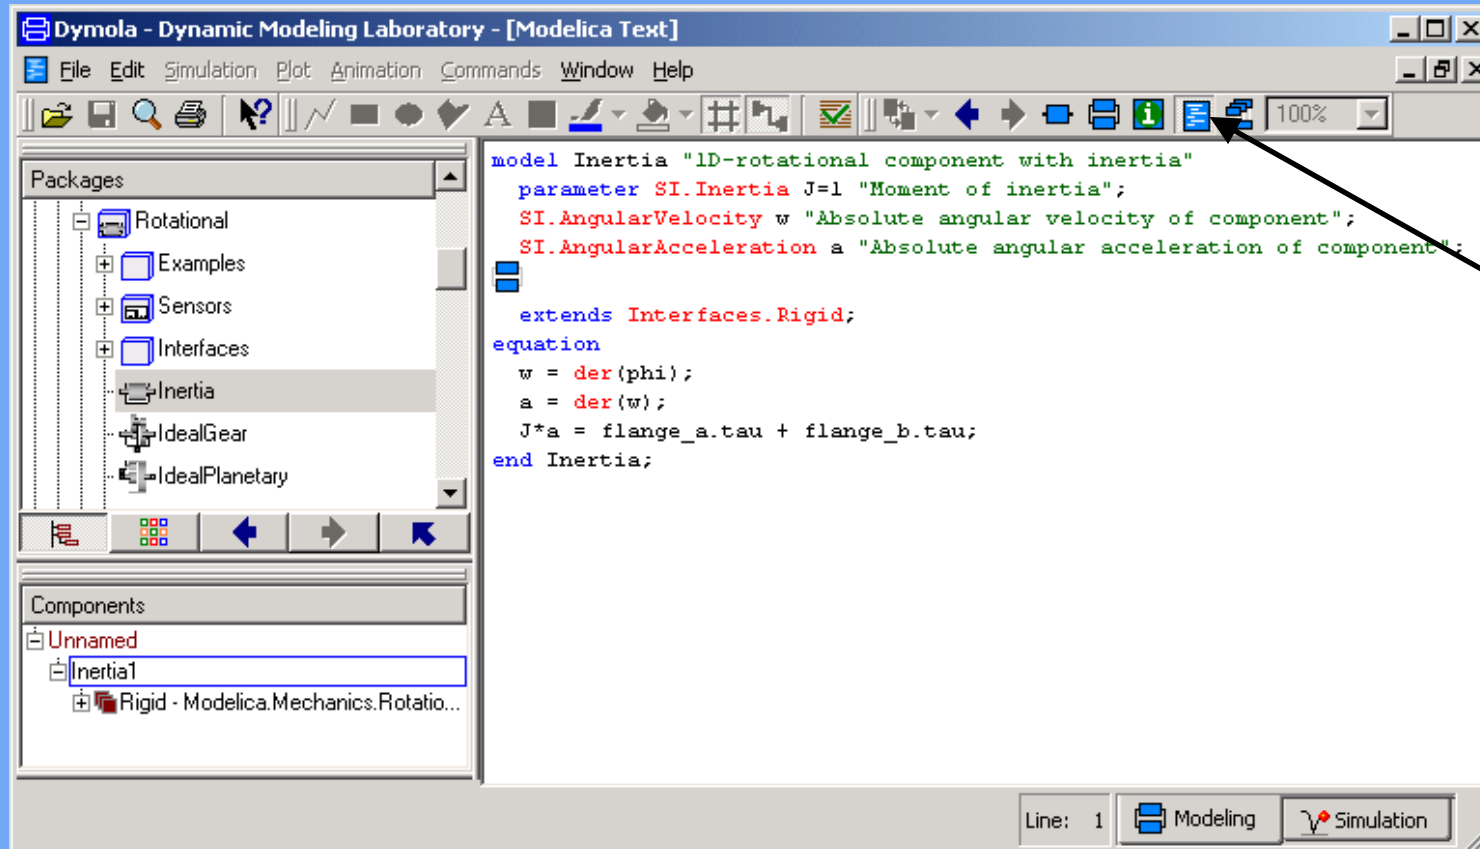 Dymola - Dynamic Modeling Laboratory - [Modelica Text]
File Edit Simulation Plot Animation Commands Window Help
100%
Packages
Rotational
Examples
Sensors
Interfaces
Inertia
IdealGear
IdealPlanetary
Components
Unnamed
Inertia1
Rigid - Modelica.Mechanics.Rotatio...
model Inertia "1D-rotational component with inertia"
parameter SI.Inertia J=1 "Moment of inertia";
SI.AngularVelocity w "Absolute angular velocity of component";
SI.AngularAcceleration a "Absolute angular acceleration of component";
extends Interfaces.Rigid;
equation
w = der(phi);
a = der(w);
J*a = flange_a.tau + flange_b.tau;
end Inertia;
Line: 1 Modeling Simulation